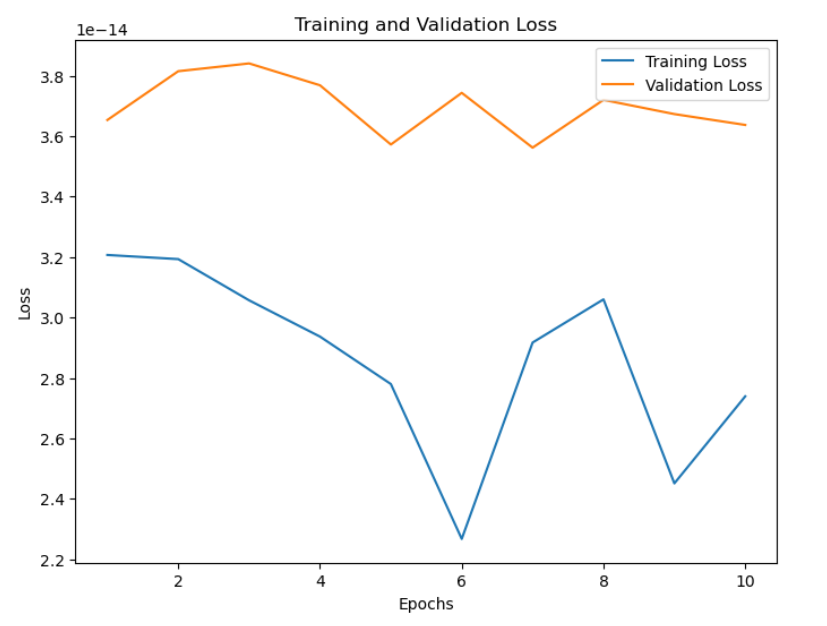 Training and Validation Loss
1e−14
Training Loss
Validation Loss
3.8
3.6
3.4
3.2
3.0
2.8
2.6
2.4
2.2
Loss
2 4 6 8 10
Epochs